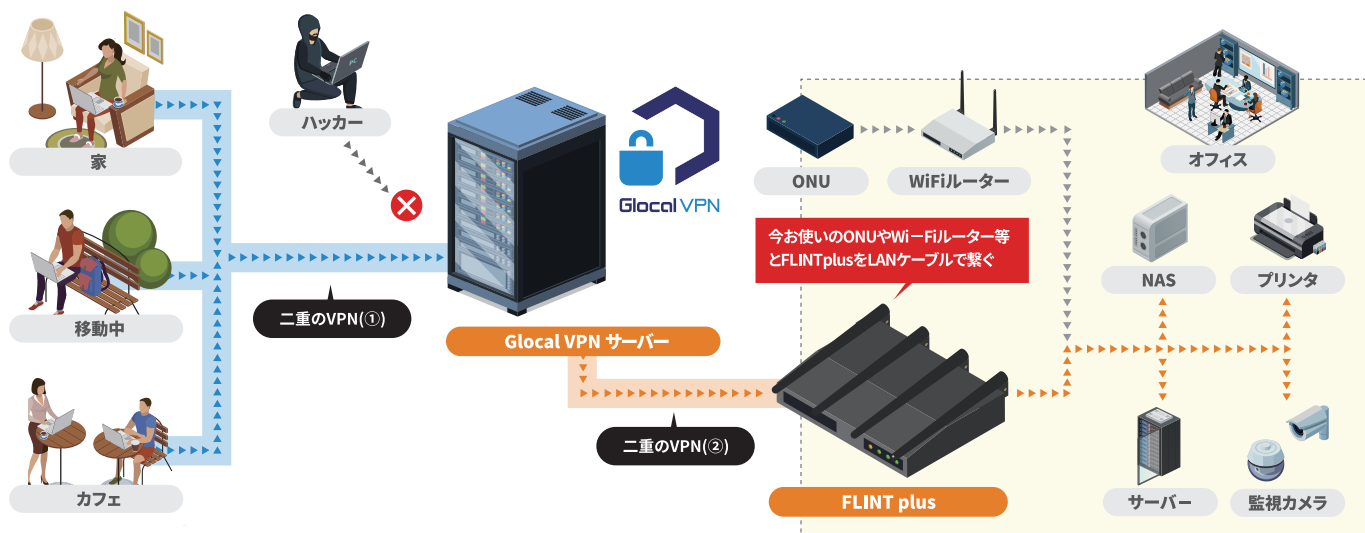 家
移動中
カフェ
ハッカー
PC
二重のVPN(①)
Glocal VPN
Glocal VPN サーバー
二重のVPN(②)
ONU
WiFiルーター
今お使いのONUやWi－Fiルーター等
とFLINTplusをLANケーブルで繋ぐ
FLINT plus
オフィス
NAS
プリンタ
サーバー
監視カメラ